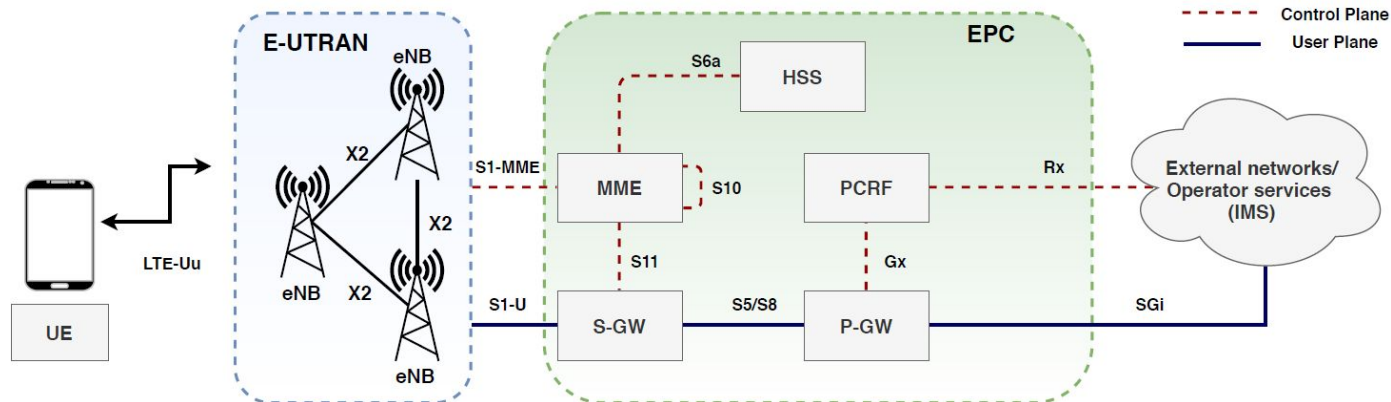 Control Plane
User Plane
E-UTRAN
EPC
eNB
S6a
HSS
X2
S1-MME
MME
S10
PCRF
Rx
External networks/
Operator services
(IMS)
X2
LTE-Uu
S11
Gx
eNB
X2
S1-U
S5/S8
SGi
UE
S-GW
P-GW
eNB